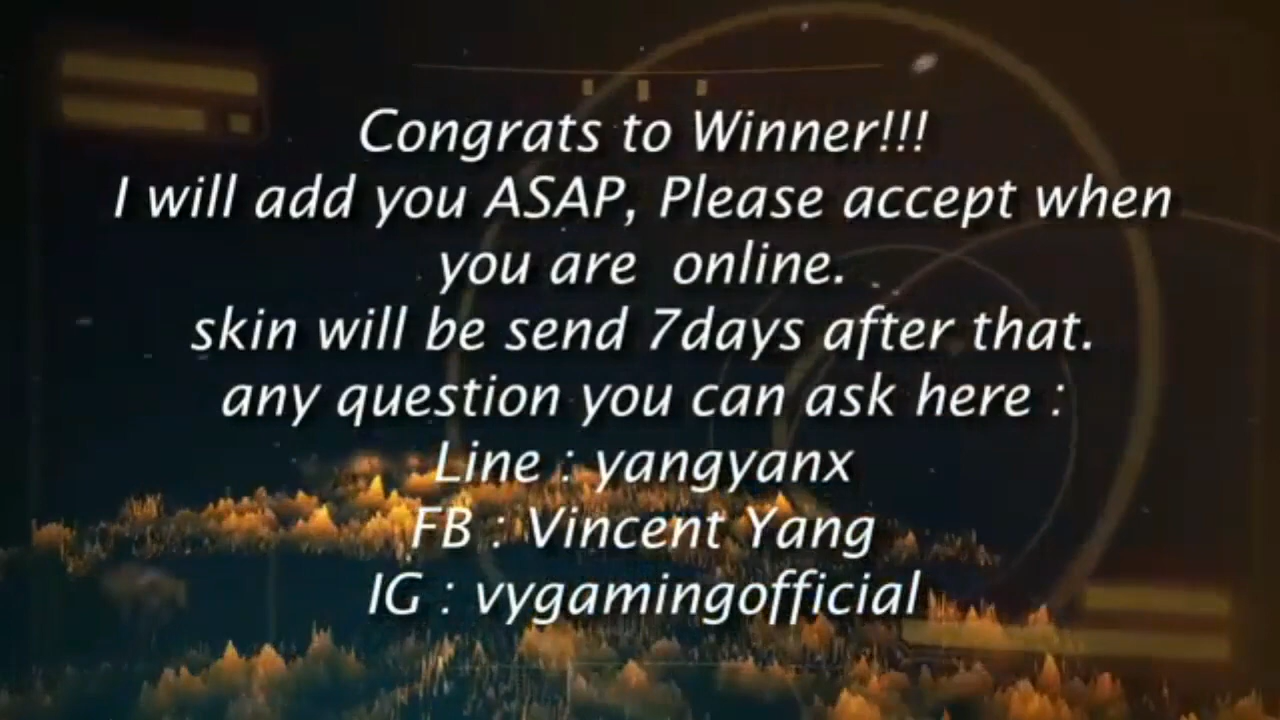 Congrats to Winner!!!
I will add you ASAP, Please accept when
you are online.
skin will be send 7days after that.
any question you can ask here :
Line : yangyanx
FB : Vincent Yang
IG : vygamingofficial